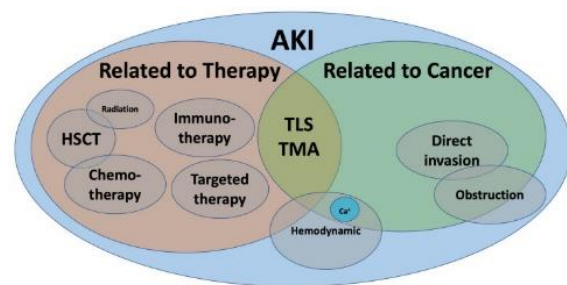 AKI
Related to Therapy
Related to Cancer
Radiation
HSCT
Immuno-
therapy
Chemo-
therapy
Targeted
therapy
TLS
TMA
Direct
invasion
Obstruction
Ca⁺
Hemodynamic